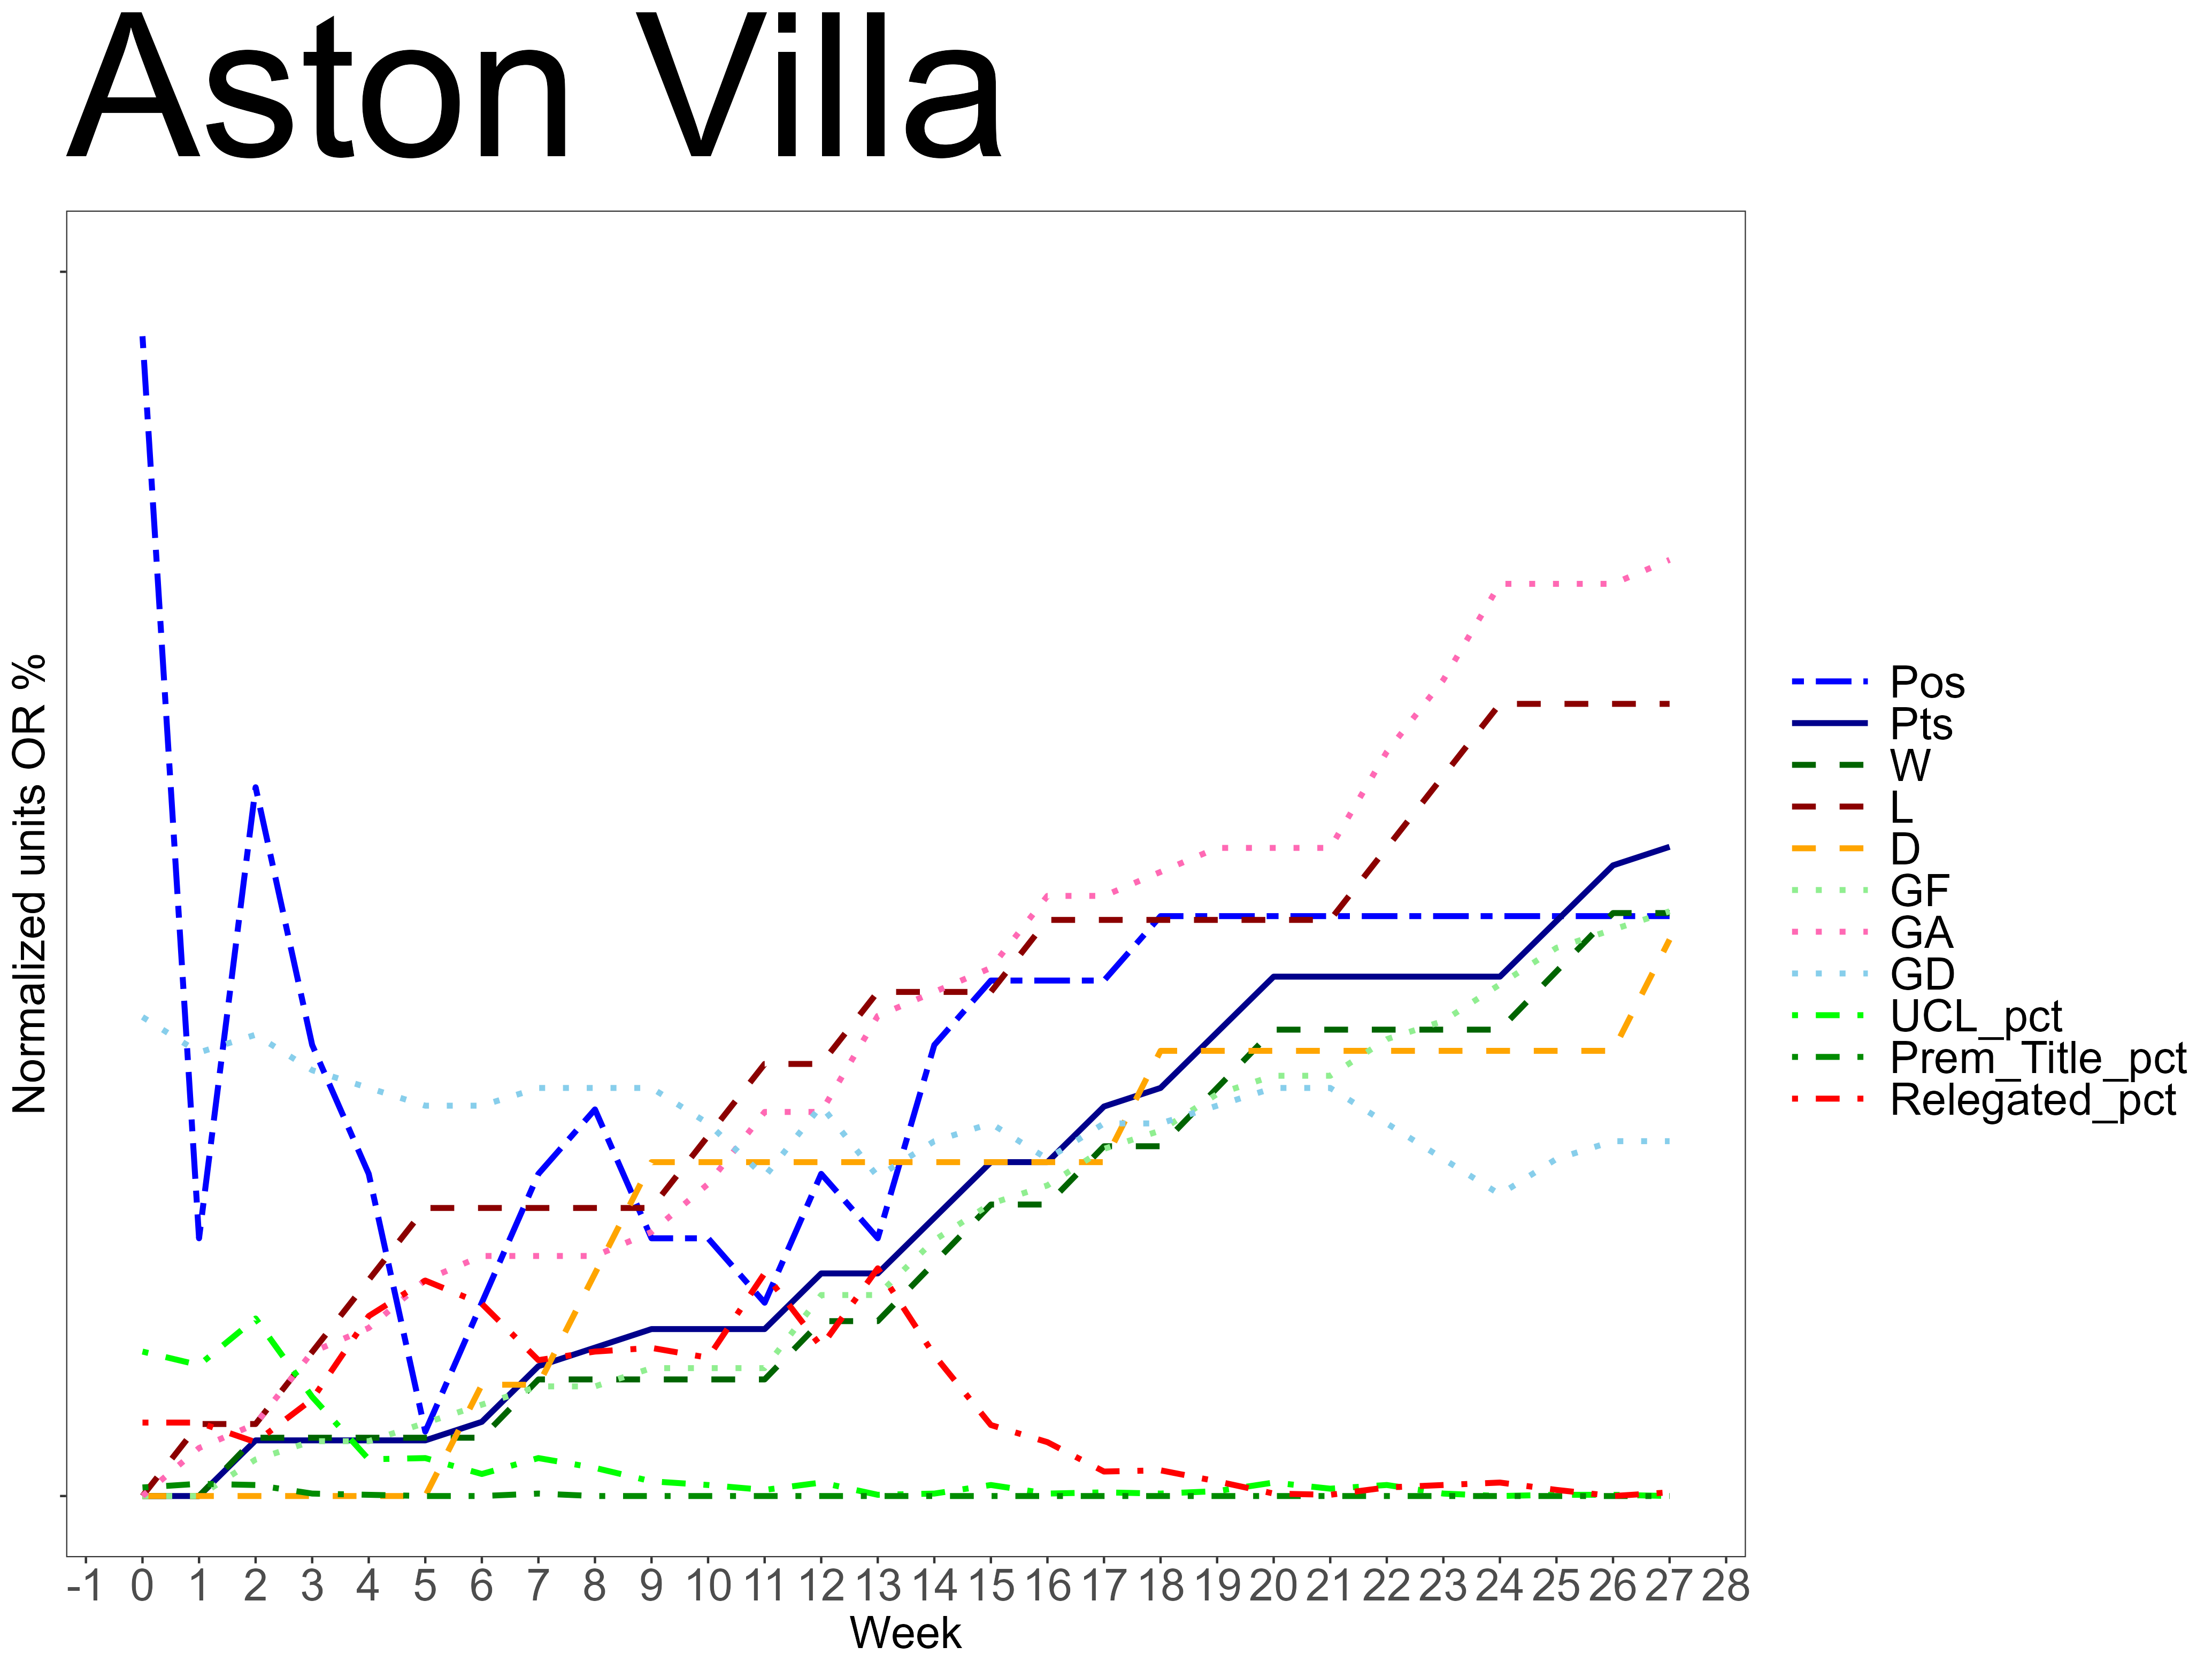 Aston Villa
Normalized units OR %
Pos
Pts
W
L
D
GF
GA
GD
UCL_pct
Prem_Title_pct
Relegated_pct
-1 0 1 2 3 4 5 6 7 8 9 10 11 12 13 14 15 16 17 18 19 20 21 22 23 24 25 26 27 28
Week